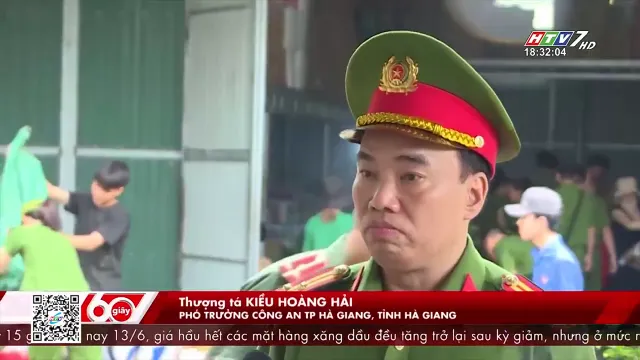 HTV7 HD
18:32:04
60 giây
Thượng tá KIỀU HOÀNG HẢI
PHÓ TRƯỞNG CÔNG AN TP HÀ GIANG, TỈNH HÀ GIANG
15 g nay 13/6, giá hầu hết các mặt hàng xăng dầu đều tăng trở lại sau kỳ giảm, nhưng ở mức